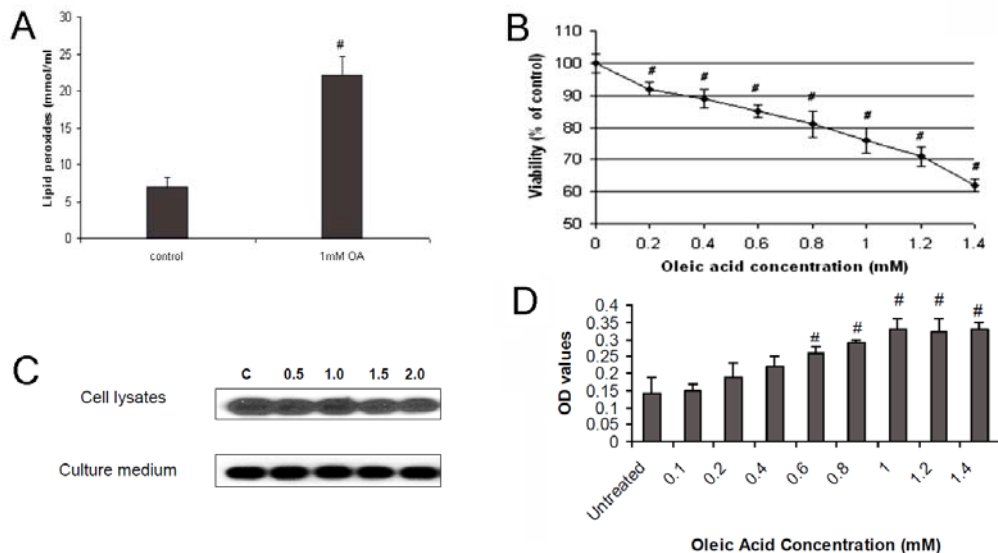 A
Lipid peroxides (mmol/ml)
30
25
20
15
10
5
0
#
control
1mM OA
B
Viability (% of control)
110
100
90
80
70
60
50
# # # # # # #
0 0.2 0.4 0.6 0.8 1 1.2 1.4
Oleic acid concentration (mM)
C
C 0.5 1.0 1.5 2.0
Cell lysates
Culture medium
D
OD values
0.4
0.35
0.3
0.25
0.2
0.15
0.1
0.05
0
# # # # #
Untreated 0.1 0.2 0.4 0.6 0.8 1 1.2 1.4
Oleic Acid Concentration (mM)